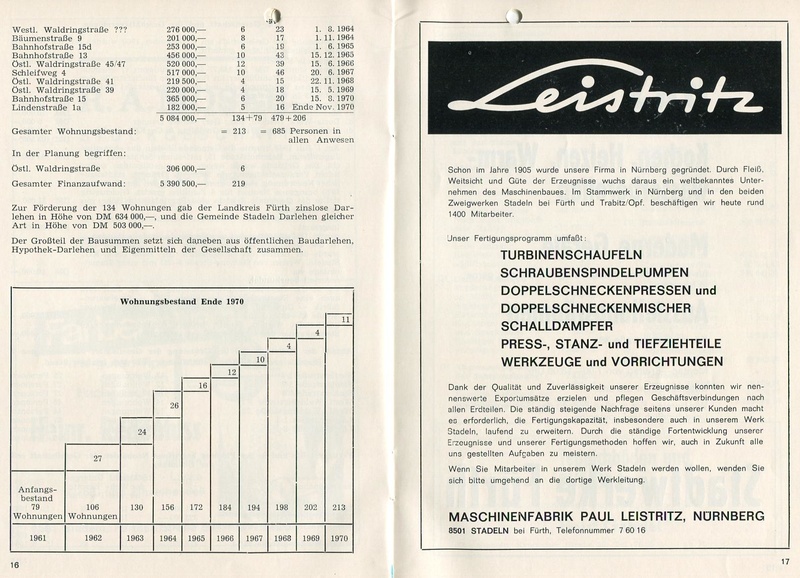 Westl. Waldringstraße ??? 276 000,— 6 23 1. 8. 1964
Bäumenstraße 9 201 000,— 8 17 1. 11. 1964
Bahnhofstraße 15d 253 000,— 6 19 1. 6. 1965
Bahnhofstraße 13 456 000,— 10 43 15. 12. 1965
Östl. Waldringstraße 45/47 520 000,— 12 39 15. 6. 1966
Schleifweg 4 517 000,— 10 46 20. 6. 1967
Östl. Waldringstraße 41 219 500,— 4 15 22. 11. 1968
Östl. Waldringstraße 39 220 000,— 4 18 15. 5. 1969
Bahnhofstraße 15 365 000,— 6 20 15. 8. 1970
Lindenstraße 1a 182 000,— 5 6 Ende Nov. 1970
5 084 000,— 134+79 479+206
Gesamter Wohnungsbestand: = 213 = 685 Personen in
allen Anwesen
In der Planung begriffen:
Östl. Waldringstraße 306 000,— 6
Gesamter Finanzaufwand: 5 390 500,— 219
Zur Förderung der 134 Wohnungen gab der Landkreis Fürth zinslose Dar-
lehen in Höhe von DM 634 000,—, und die Gemeinde Stadeln Darlehen gleicher
Art in Höhe von DM 503 000,—.
Der Großteil der Bausummen setzt sich daneben aus öffentlichen Baudarlehen,
Hypothek-Darlehen und Eigenmitteln der Gesellschaft zusammen.
Wohnungsbestand Ende 1970
11
4
4
10
12
16
26
24
27
Anfangs-
bestand
79 106 130 156 172 184 194 198 202 213
Wohnungen Wohnungen
1961 1962 1963 1964 1965 1966 1966 1968 1969 1970
16
Leistritz
Schon im Jahre 1905 wurde unsere Firma in Nürnberg gegründet. Durch Fleiß,
Weitsicht und Güte der Erzeugnisse wuchs daraus ein weltbekanntes Unter-
nehmen des Maschinenbaues. Im Stammwerk in Nürnberg und in den beiden
Zweigwerken Stadeln bei Fürth und Trabitz/Opf. beschäftigen wir heute rund
1400 Mitarbeiter.
Unser Fertigungsprogramm umfaßt:
TURBINENSCHAUFELN
SCHRAUBENSPINDELPUMPEN
DOPPELSCHNECKENPRESSEN und
DOPPELSCHNECKENMISCHER
SCHALLDÄMPFER
PRESS-, STANZ- und TIEFZIEHTEILE
WERKZEUGE und VORRICHTUNGEN
Dank der Qualität und Zuverlässigkeit unserer Erzeugnisse konnten wir nen-
nenswerte Exportumsätze erzielen und pflegen Geschäftsverbindungen nach
allen Erdteilen. Die ständig steigende Nachfrage seitens unserer Kunden macht
es erforderlich, die Fertigungskapazität, insbesondere auch in unserem Werk
Stadeln, laufend zu erweitern. Durch die ständige Fortentwicklung unserer
Erzeugnisse und unserer Fertigungsmethoden hoffen wir, auch in Zukunft alle
uns gestellten Aufgaben zu meistern.
Wenn Sie Mitarbeiter in unserem Werk Stadeln werden wollen, wenden Sie
sich bitte umgehend an die dortige Werkleitung.
MASCHINENFABRIK PAUL LEISTRITZ, NÜRNBERG
8501 STADELN bei Fürth, Telefonnummer 7 60 16
17